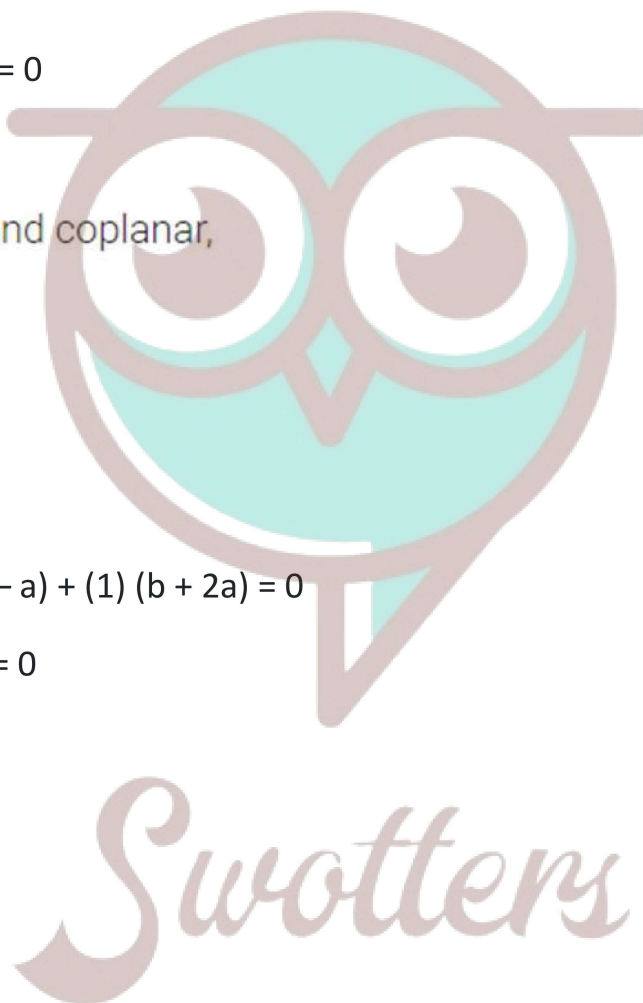 = 0
nd coplanar,
– a) + (1) (b + 2a) = 0
= 0
Swotters